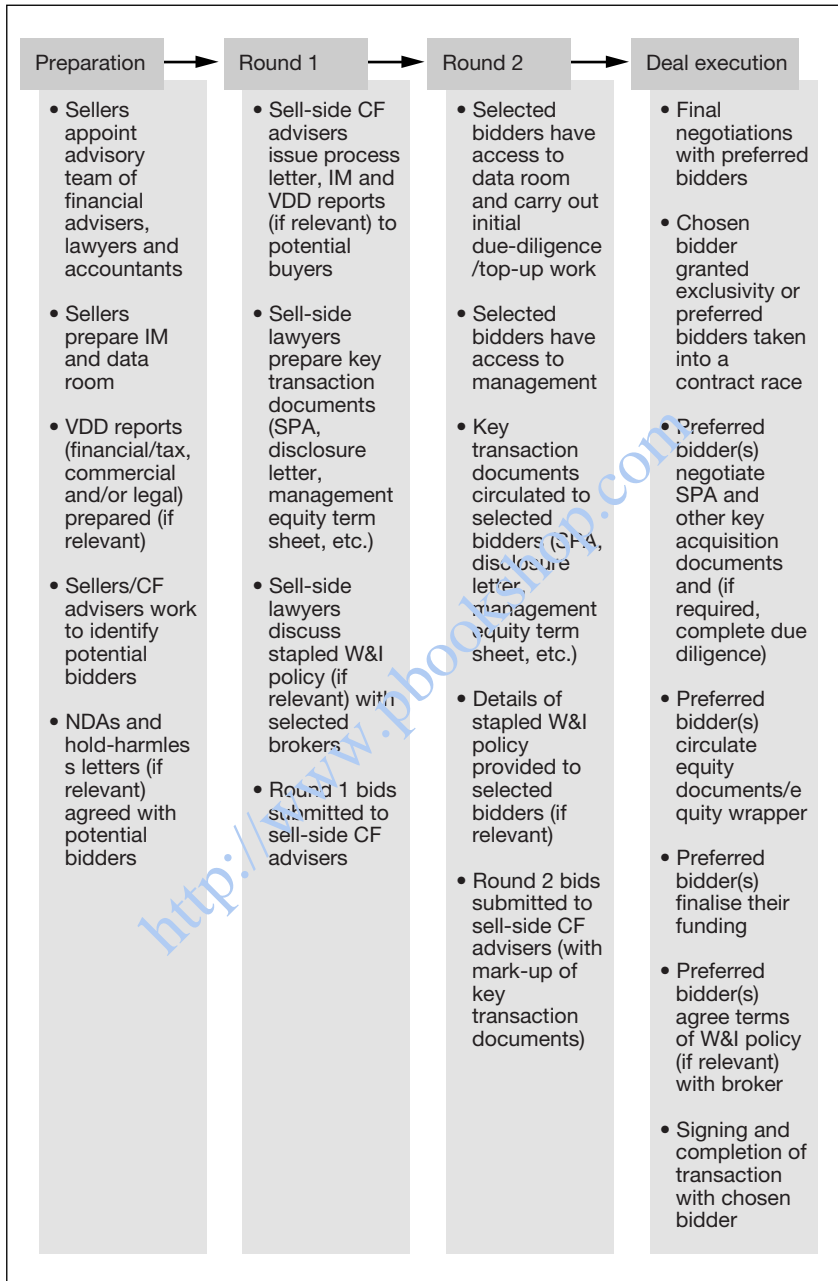 Preparation
• Sellers
appoint
advisory
team of
financial
advisers,
lawyers and
accountants
• Sellers
prepare IM
and data
room
• VDD reports
(financial/tax,
commercial
and/or legal)
prepared (if
relevant)
• Sellers/CF
advisers work
to identify
potential
bidders
• NDAs and
hold-harmles
s letters (if
relevant)
agreed with
potential
bidders
Round 1
• Sell-side CF
advisers
issue process
letter, IM and
VDD reports
(if relevant) to
potential
buyers
• Sell-side
lawyers
prepare key
transaction
documents
(SPA,
disclosure
letter,
management
equity term
sheet, etc.)
• Sell-side
lawyers
discuss
stapled W&I
policy (if
relevant) with
selected
brokers
• Round 1 bids
submitted to
sell-side CF
advisers
Round 2
• Selected
bidders have
access to
data room
and carry out
initial
due-diligence
/top-up work
• Selected
bidders have
access to
management
• Key
transaction
documents
circulated to
selected
bidders (SPA,
disclosure
letter,
management
equity term
sheet, etc.)
• Details of
stapled W&I
policy
provided to
selected
bidders (if
relevant)
• Round 2 bids
submitted to
sell-side CF
advisers (with
mark-up of
key
transaction
documents)
Deal execution
• Final
negotiations
with preferred
bidders
• Chosen
bidder
granted
exclusivity or
preferred
bidders taken
into a
contract race
• Preferred
bidder(s)
negotiate
SPA and
other key
acquisition
documents
and (if
required,
complete due
diligence)
• Preferred
bidder(s)
circulate
equity
documents/e
quity wrapper
• Preferred
bidder(s)
finalise their
funding
• Preferred
bidder(s)
agree terms
of W&I policy
(if relevant)
with broker
• Signing and
completion of
transaction
with chosen
bidder
http://www.pbookshop.com